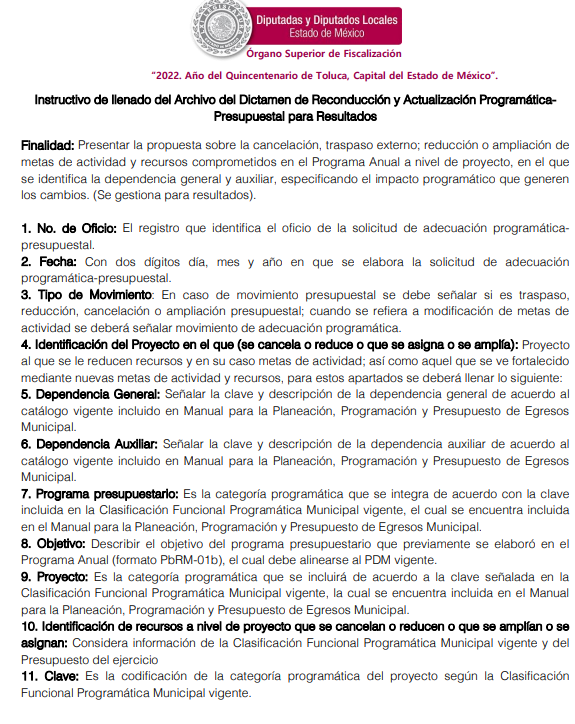 Diputadas y Diputados Locales
Estado de México
Órgano Superior de Fiscalización
"2022. Año del Quincentenario de Toluca, Capital del Estado de México".
Instructivo de llenado del Archivo del Dictamen de Reconducción y Actualización Programática-
Presupuestal para Resultados
Finalidad: Presentar la propuesta sobre la cancelación, traspaso externo; reducción o ampliación de
metas de actividad y recursos comprometidos en el Programa Anual a nivel de proyecto, en el que
se identifica la dependencia general y auxiliar, especificando el impacto programático que generen
los cambios. (Se gestiona para resultados).
1. No. de Oficio: El registro que identifica el oficio de la solicitud de adecuación programática-
presupuestal.
2. Fecha: Con dos dígitos día, mes y año en que se elabora la solicitud de adecuación
programática-presupuestal.
3. Tipo de Movimiento: En caso de movimiento presupuestal se debe señalar si es traspaso,
reducción, cancelación o ampliación presupuestal; cuando se refiera a modificación de metas de
actividad se deberá señalar movimiento de adecuación programática.
4. Identificación del Proyecto en el que (se cancela o reduce o que se asigna o se amplía): Proyecto
al que se le reducen recursos y en su caso metas de actividad; así como aquel que se ve fortalecido
mediante nuevas metas de actividad y recursos, para estos apartados se deberá llenar lo siguiente:
5. Dependencia General: Señalar la clave y descripción de la dependencia general de acuerdo al
catálogo vigente incluido en Manual para la Planeación, Programación y Presupuesto de Egresos
Municipal.
6. Dependencia Auxiliar: Señalar la clave y descripción de la dependencia auxiliar de acuerdo al
catálogo vigente incluido en Manual para la Planeación, Programación y Presupuesto de Egresos
Municipal.
7. Programa presupuestario: Es la categoría programática que se integra de acuerdo con la clave
incluida en la Clasificación Funcional Programática Municipal vigente, el cual se encuentra incluida
en el Manual para la Planeación, Programación y Presupuesto de Egresos Municipal.
8. Objetivo: Describir el objetivo del programa presupuestario que previamente se elaboró en el
Programa Anual (formato PbRM-01b), el cual debe alinearse al PDM vigente.
9. Proyecto: Es la categoría programática que se incluirá de acuerdo a la clave señalada en la
Clasificación Funcional Programática Municipal vigente, la cual se encuentra incluida en el Manual
para la Planeación, Programación y Presupuesto de Egresos Municipal.
10. Identificación de recursos a nivel de proyecto que se cancelan o reducen o que se amplían o se
asignan: Considera información de la Clasificación Funcional Programática Municipal vigente y del
Presupuesto del ejercicio
11. Clave: Es la codificación de la categoría programática del proyecto según la Clasificación
Funcional Programática Municipal vigente.